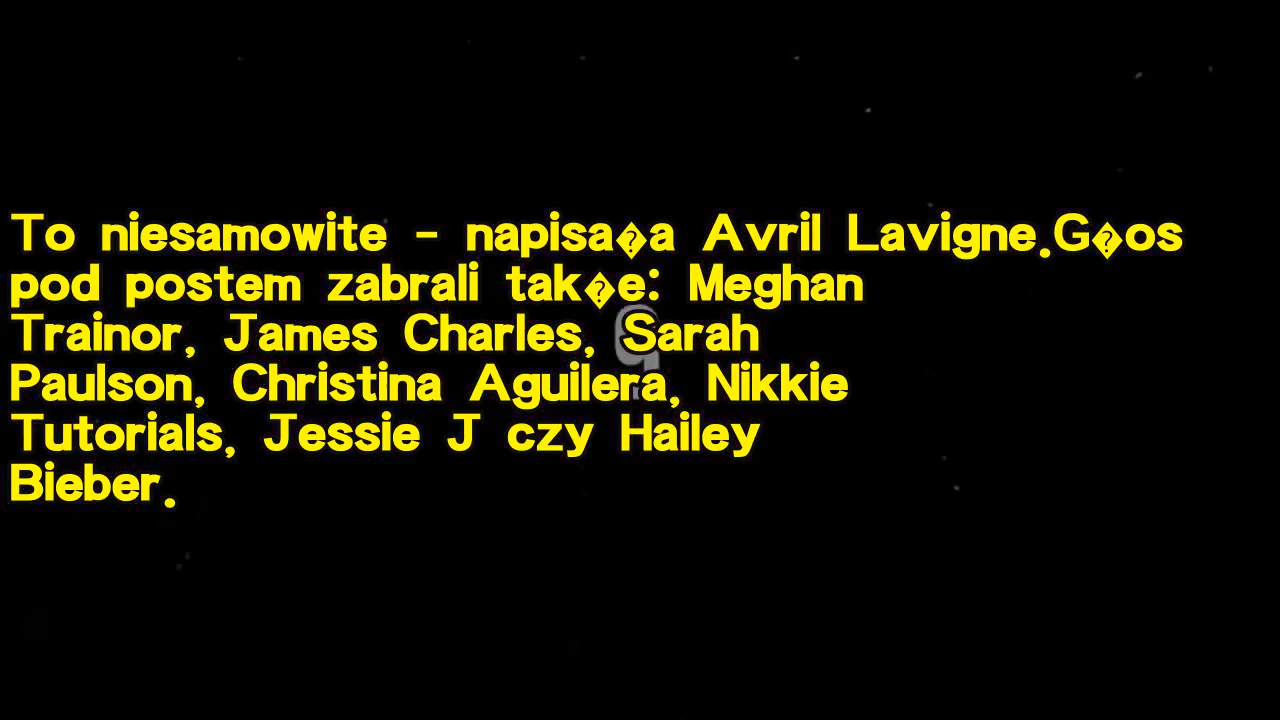 To niesamowite - napisa�a Avril Lavigne.G�os
pod postem zabrali tak�e: Meghan
Trainor, James Charles, Sarah
Paulson, Christina Aguilera, Nikkie
Tutorials, Jessie J czy Hailey
Bieber.